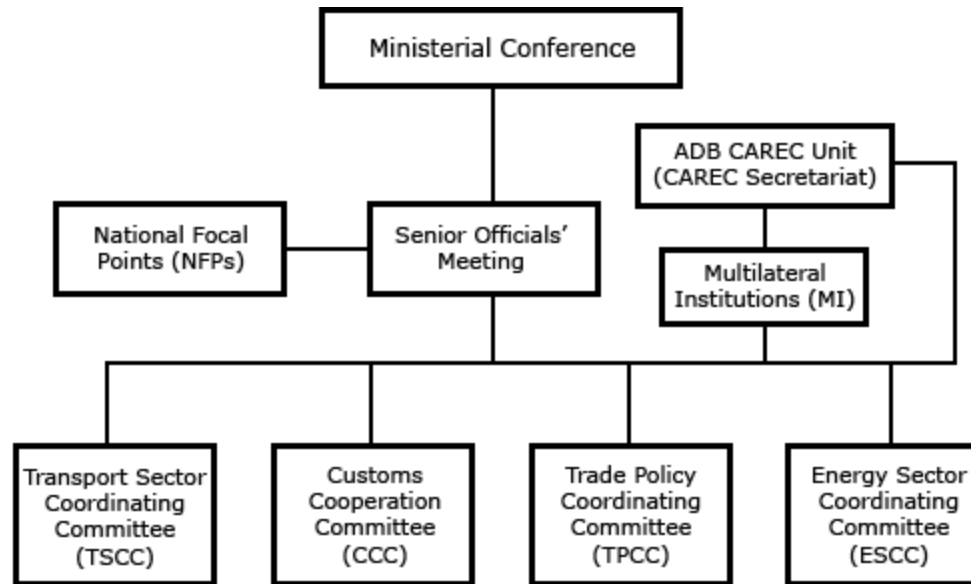 Ministerial Conference
ADB CAREC Unit
(CAREC Secretariat)
National Focal
Points (NFPs)
Senior Officials’
Meeting
Multilateral
Institutions (MI)
Transport Sector
Coordinating
Committee
(TSCC)
Customs
Cooperation
Committee
(CCC)
Trade Policy
Coordinating
Committee
(TPCC)
Energy Sector
Coordinating
Committee
(ESCC)